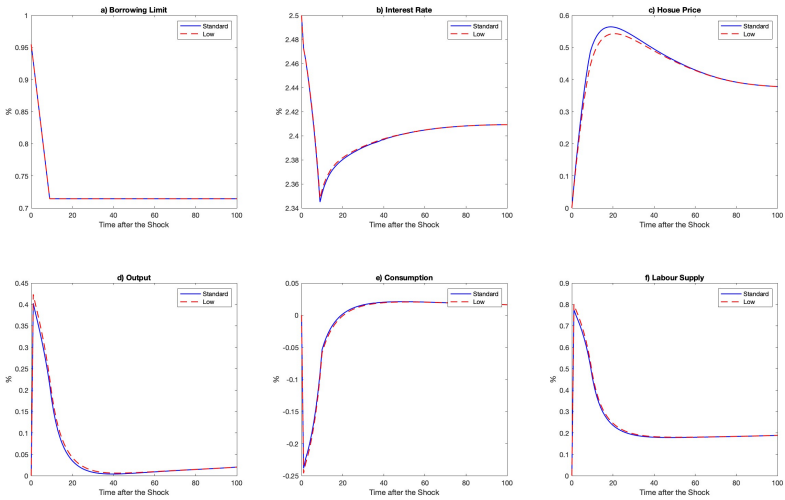 a) Borrowing Limit
1
0.95
0.9
0.85
0.8
0.75
0.7
%
0 20 40 60 80 100
Time after the Shock
Standard
Low
b) Interest Rate
2.5
2.48
2.46
2.44
2.42
2.4
2.38
2.36
2.34
%
0 20 40 60 80 100
Time after the Shock
Standard
Low
c) Hosue Price
0.6
0.5
0.4
0.3
0.2
0.1
0
%
0 20 40 60 80 100
Time after the Shock
Standard
Low
d) Output
0.45
0.4
0.35
0.3
0.25
0.2
0.15
0.1
0.05
0
%
0 20 40 60 80 100
Time after the Shock
Standard
Low
e) Consumption
0.05
0
-0.05
-0.1
-0.15
-0.2
-0.25
%
0 20 40 60 80 100
Time after the Shock
Standard
Low
f) Labour Supply
0.9
0.8
0.7
0.6
0.5
0.4
0.3
0.2
0.1
0
%
0 20 40 60 80 100
Time after the Shock
Standard
Low